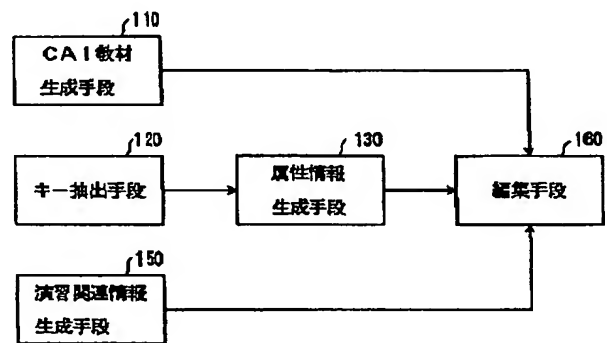 110
CAI教材
生成手段
120
キー抽出手段
130
属性情報
生成手段
160
編集手段
150
演習関連情報
生成手段